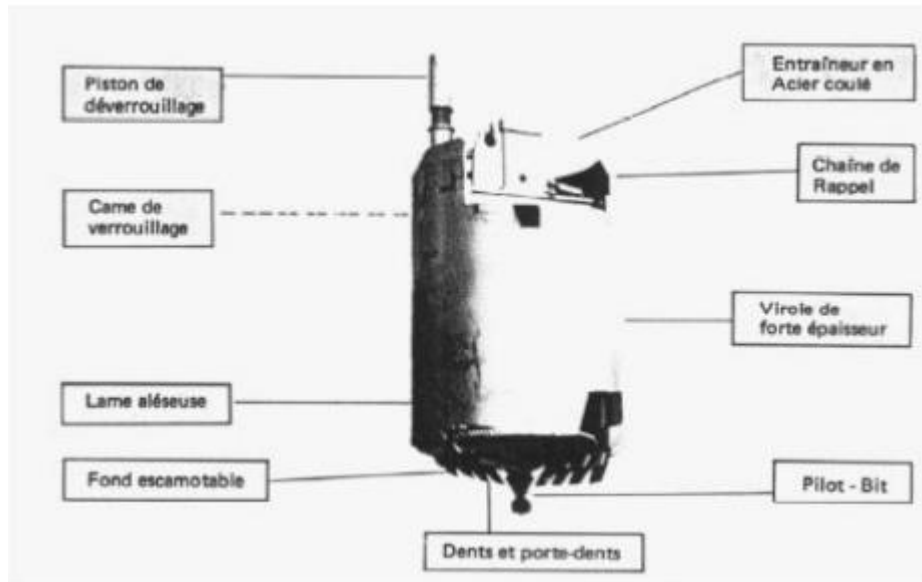 Piston de
déverrouillage
Entraîneur en
Acier coulé
Chaîne de
Rappel
Came de
verrouillage
Virole de
forte épaisseur
Lame aléseuse
Fond escamotable
Pilot - Bit
Dents et porte-dents